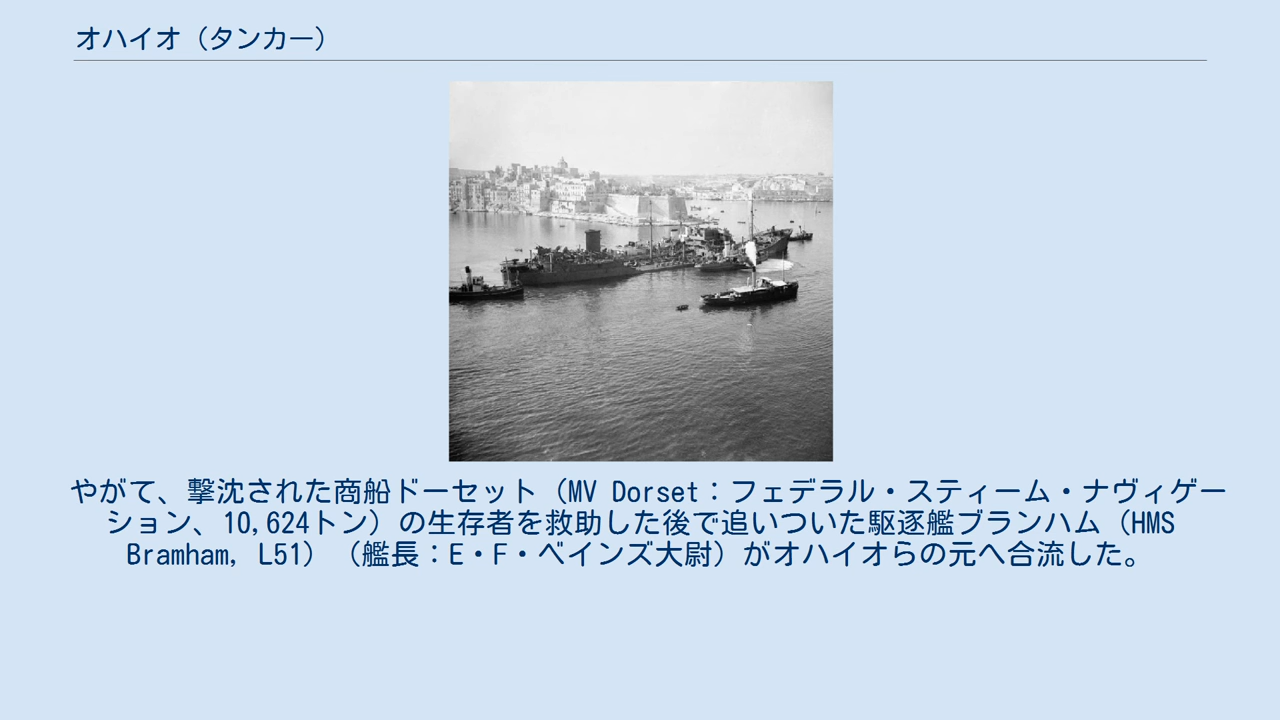 オハイオ（タンカー）
やがて、撃沈された商船ドーセット（MV Dorset：フェデラル・スティーム・ナヴィゲー
ション、10,624トン）の生存者を救助した後で追いついた駆逐艦ブランハム（HMS
Bramham, L51）（艦長：E・F・ベインズ大尉）がオハイオらの元へ合流した。